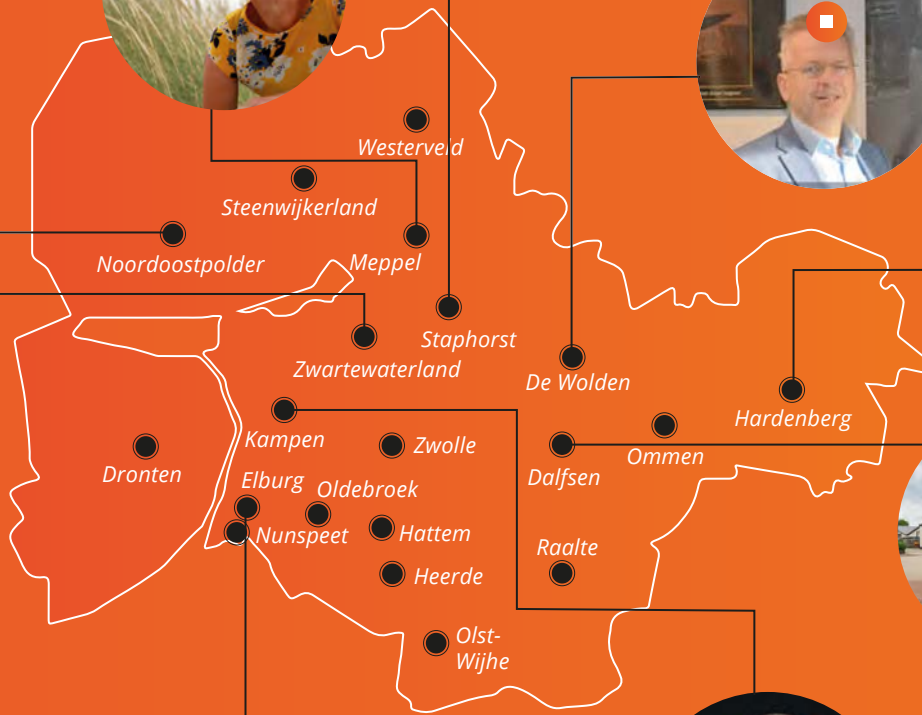 Westerveld
Steenwijkerland
Noordoostpolder
Meppel
Staphorst
Zwartewaterland
De Wolden
Hardenberg
Kampen
Zwolle
Ommen
Dronten
Dalfsen
Elburg
Oldebroek
Nunspeet
Hattem
Raalte
Heerde
Olst-
Wijhe